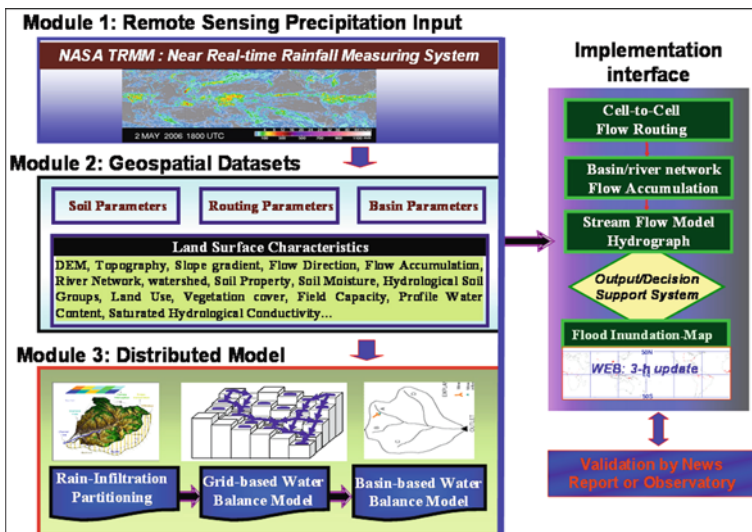 Module 1: Remote Sensing Precipitation Input
NASA TRMM : Near Real-time Rainfall Measuring System
2 MAY 2006 1800 UTC
Module 2: Geospatial Datasets
Soil Parameters
Routing Parameters
Basin Parameters
Land Surface Characteristics
DEM, Topography, Slope gradient, Flow Direction, Flow Accumulation,
River Network, watershed, Soil Property, Soil Moisture, Hydrological Soil
Groups, Land Use, Vegetation cover, Field Capacity, Profile Water
Content, Saturated Hydrological Conductivity...
Module 3: Distributed Model
Rain-Infiltration
Partitioning
Grid-based Water
Balance Model
Basin-based Water
Balance Model
Implementation
interface
Cell-to-Cell
Flow Routing
Basin/river network
Flow Accumulation
Stream Flow Model
Hydrograph
Output/Decision
Support System
Flood Inundation-Map
50N
WEB: 3-h update
50S
Validation by News
Report or Observatory